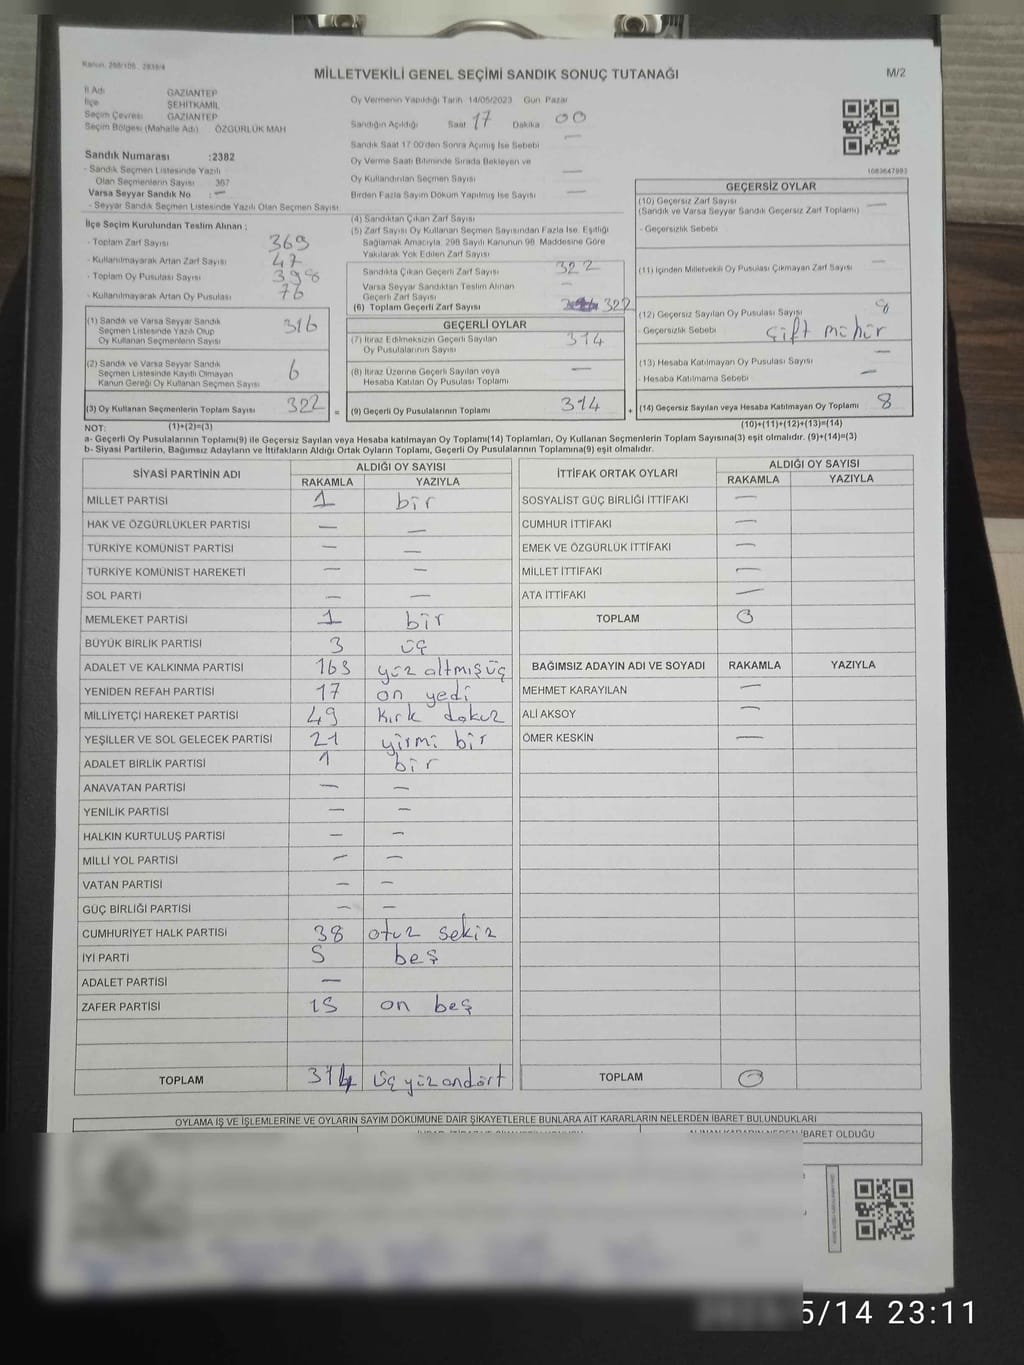 Kanun, 298/105 , 2839/4
MİLLETVEKİLİ GENEL SEÇİMİ SANDIK SONUÇ TUTANAĞI
M/2
İl Adı GAZİANTEP
İlçe ŞEHİTKAMİL
Seçim Çevresi GAZİANTEP
Seçim Bölgesi (Mahalle Adı) ÖZGÜRLÜK MAH
Sandık Numarası :2382
- Sandık Seçmen Listesinde Yazılı
Olan Seçmenlerin Sayısı 367
Varsa Seyyar Sandık No : —
- Seyyar Sandık Seçmen Listesinde Yazılı Olan Seçmen Sayısı
Oy Vermenin Yapıldığı Tarih 14/05/2023 Gün Pazar
Sandığın Açıldığı Saat 17 Dakika 00
Sandık Saat 17 00'den Sonra Açılmış İse Sebebi —
Oy Verme Saati Bitiminde Sırada Bekleyen ve
Oy Kullandırılan Seçmen Sayısı —
Birden Fazla Sayım Döküm Yapılmış İse Sayısı —
1083647993
İlçe Seçim Kurulundan Teslim Alınan :
- Toplam Zarf Sayısı 369
- Kullanılmayarak Artan Zarf Sayısı 47
- Toplam Oy Pusulası Sayısı 398
- Kullanılmayarak Artan Oy Pusulası 76
(1) Sandık ve Varsa Seyyar Sandık
Seçmen Listesinde Yazılı Olup
Oy Kullanan Seçmenlerin Sayısı 316
(2) Sandık ve Varsa Seyyar Sandık
Seçmen Listesinde Kayıtlı Olmayan
Kanun Gereği Oy Kullanan Seçmen Sayısı 6
(3) Oy Kullanan Seçmenlerin Toplam Sayısı 322 =
(4) Sandıktan Çıkan Zarf Sayısı
(5) Zarf Sayısı Oy Kullanan Seçmen Sayısından Fazla İse, Eşitliği
Sağlamak Amacıyla, 298 Sayılı Kanunun 98. Maddesine Göre
Yakılarak Yok Edilen Zarf Sayısı
Sandıkta Çıkan Geçerli Zarf Sayısı 322
Varsa Seyyar Sandıktan Teslim Alınan
Geçerli Zarf Sayısı —
(6) Toplam Geçerli Zarf Sayısı 322
GEÇERLİ OYLAR
(7) İtiraz Edilmeksizin Geçerli Sayılan
Oy Pusulalarının Sayısı 314
(8) İtiraz Üzerine Geçerli Sayılan veya
Hesaba Katılan Oy Pusulası Toplamı —
(9) Geçerli Oy Pusulalarının Toplamı 314 +
GEÇERSİZ OYLAR
(10) Geçersiz Zarf Sayısı —
(Sandık ve Varsa Seyyar Sandık Geçersiz Zarf Toplamı)
- Geçersizlik Sebebi
(11) İçinden Milletvekili Oy Pusulası Çıkmayan Zarf Sayısı —
(12) Geçersiz Sayılan Oy Pusulası Sayısı 8
- Geçersizlik Sebebi çift mühür
(13) Hesaba Katılmayan Oy Pusulası Sayısı —
- Hesaba Katılmama Sebebi —
(14) Geçersiz Sayılan veya Hesaba Katılmayan Oy Toplamı 8
NOT: (1)+(2)=(3) (10)+(11)+(12)+(13)=(14)
a- Geçerli Oy Pusulalarının Toplamı(9) ile Geçersiz Sayılan veya Hesaba katılmayan Oy Toplamı(14) Toplamları, Oy Kullanan Seçmenlerin Toplam Sayısına(3) eşit olmalıdır. (9)+(14)=(3)
b- Siyasi Partilerin, Bağımsız Adayların ve İttifakların Aldığı Ortak Oyların Toplamı, Geçerli Oy Pusulalarının Toplamına(9) eşit olmalıdır.
SİYASİ PARTİNİN ADI ALDIĞI OY SAYISI
RAKAMLA YAZIYLA
MİLLET PARTİSİ 1 bir
HAK VE ÖZGÜRLÜKLER PARTİSİ — —
TÜRKİYE KOMÜNİST PARTİSİ — —
TÜRKİYE KOMÜNİST HAREKETİ — —
SOL PARTİ — —
MEMLEKET PARTİSİ 1 bir
BÜYÜK BİRLİK PARTİSİ 3 üç
ADALET VE KALKINMA PARTİSİ 163 yüz altmışüç
YENİDEN REFAH PARTİSİ 17 on yedi
MİLLİYETÇİ HAREKET PARTİSİ 49 kırk dokuz
YEŞİLLER VE SOL GELECEK PARTİSİ 21 yirmi bir
ADALET BİRLİK PARTİSİ 1 bir
ANAVATAN PARTİSİ — —
YENİLİK PARTİSİ — —
HALKIN KURTULUŞ PARTİSİ — —
MİLLİ YOL PARTİSİ — —
VATAN PARTİSİ — —
GÜÇ BİRLİĞİ PARTİSİ — —
CUMHURİYET HALK PARTİSİ 38 otuz sekiz
İYİ PARTİ 5 beş
ADALET PARTİSİ —
ZAFER PARTİSİ 15 on beş
TOPLAM 314 üç yüz ondört
İTTİFAK ORTAK OYLARI ALDIĞI OY SAYISI
RAKAMLA YAZIYLA
SOSYALİST GÜÇ BİRLİĞİ İTTİFAKI —
CUMHUR İTTİFAKI —
EMEK VE ÖZGÜRLÜK İTTİFAKI —
MİLLET İTTİFAKI —
ATA İTTİFAKI —
TOPLAM 0
BAĞIMSIZ ADAYIN ADI VE SOYADI RAKAMLA YAZIYLA
MEHMET KARAYILAN —
ALİ AKSOY —
ÖMER KESKİN —
TOPLAM 0
OYLAMA İŞ VE İŞLEMLERİNE VE OYLARIN SAYIM DÖKÜMÜNE DAİR ŞİKAYETLERLE BUNLARA AİT KARARLARIN NELERDEN İBARET BULUNDUKLARI
İBARET OLDUĞU
5/14 23:11